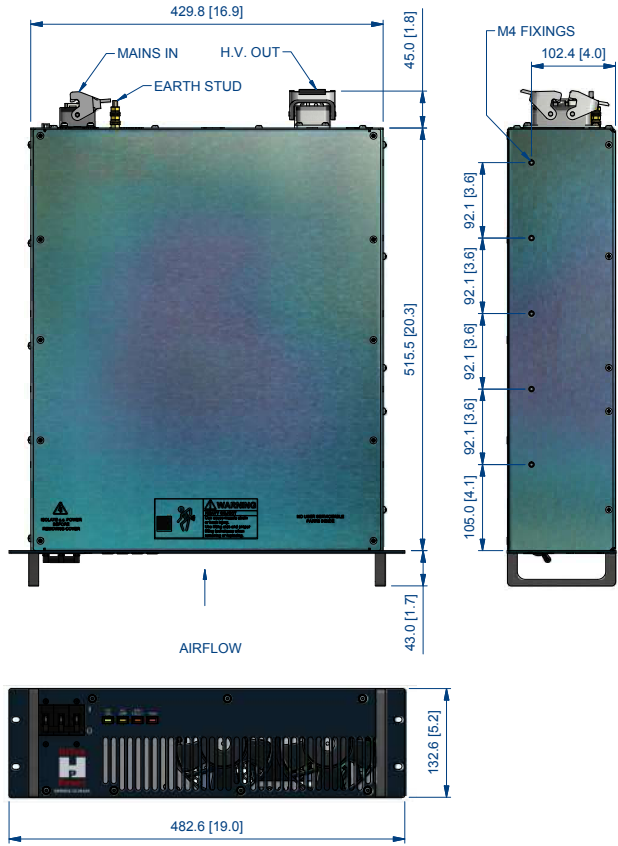 429.8 [16.9]
45.0 [1.8]
MAINS IN
H.V. OUT
EARTH STUD
M4 FIXINGS
102.4 [4.0]
92.1 [3.6]
92.1 [3.6]
92.1 [3.6]
92.1 [3.6]
105.0 [4.1]
515.5 [20.3]
WARNING
43.0 [1.7]
AIRFLOW
H
132.6 [5.2]
482.6 [19.0]